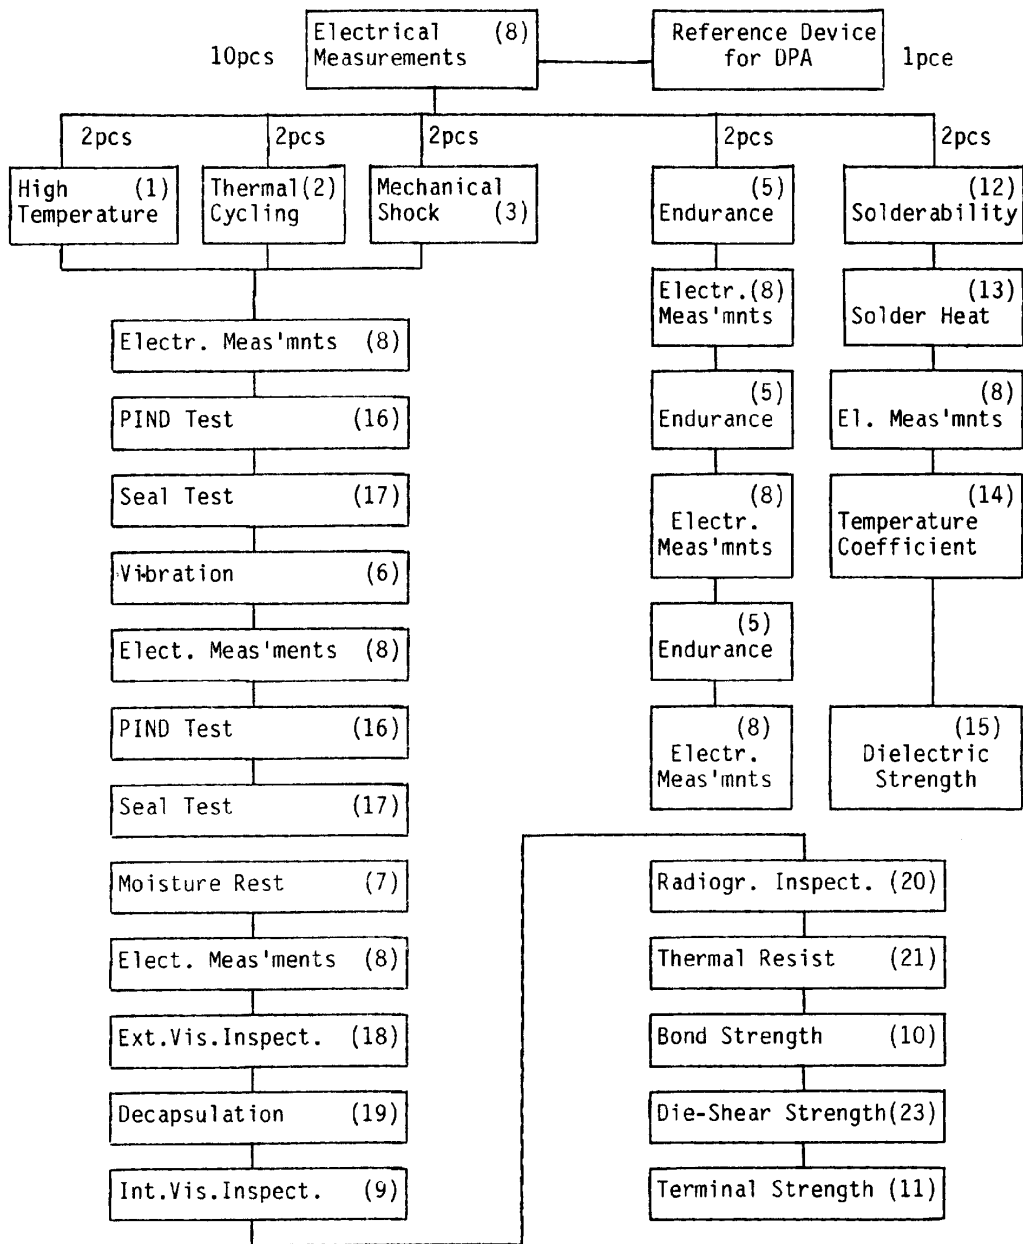 10pcs
Electrical (8)
Measurements
Reference Device
for DPA
1pce
2pcs
2pcs
2pcs
2pcs
2pcs
High (1)
Temperature
Thermal(2)
Cycling
Mechanical
Shock (3)
(5)
Endurance
(12)
Solderability
Electr.(8)
Meas'mnts
(13)
Solder Heat
(5)
Endurance
(8)
El. Meas'mnts
(8)
Electr.
Meas'mnts
(14)
Temperature
Coefficient
(5)
Endurance
(8)
Electr.
Meas'mnts
(15)
Dielectric
Strength
Electr. Meas'mnts (8)
PIND Test (16)
Seal Test (17)
Vibration (6)
Elect. Meas'ments (8)
PIND Test (16)
Seal Test (17)
Moisture Rest (7)
Elect. Meas'ments (8)
Ext.Vis.Inspect. (18)
Decapsulation (19)
Int.Vis.Inspect. (9)
Radiogr. Inspect. (20)
Thermal Resist (21)
Bond Strength (10)
Die-Shear Strength(23)
Terminal Strength (11)